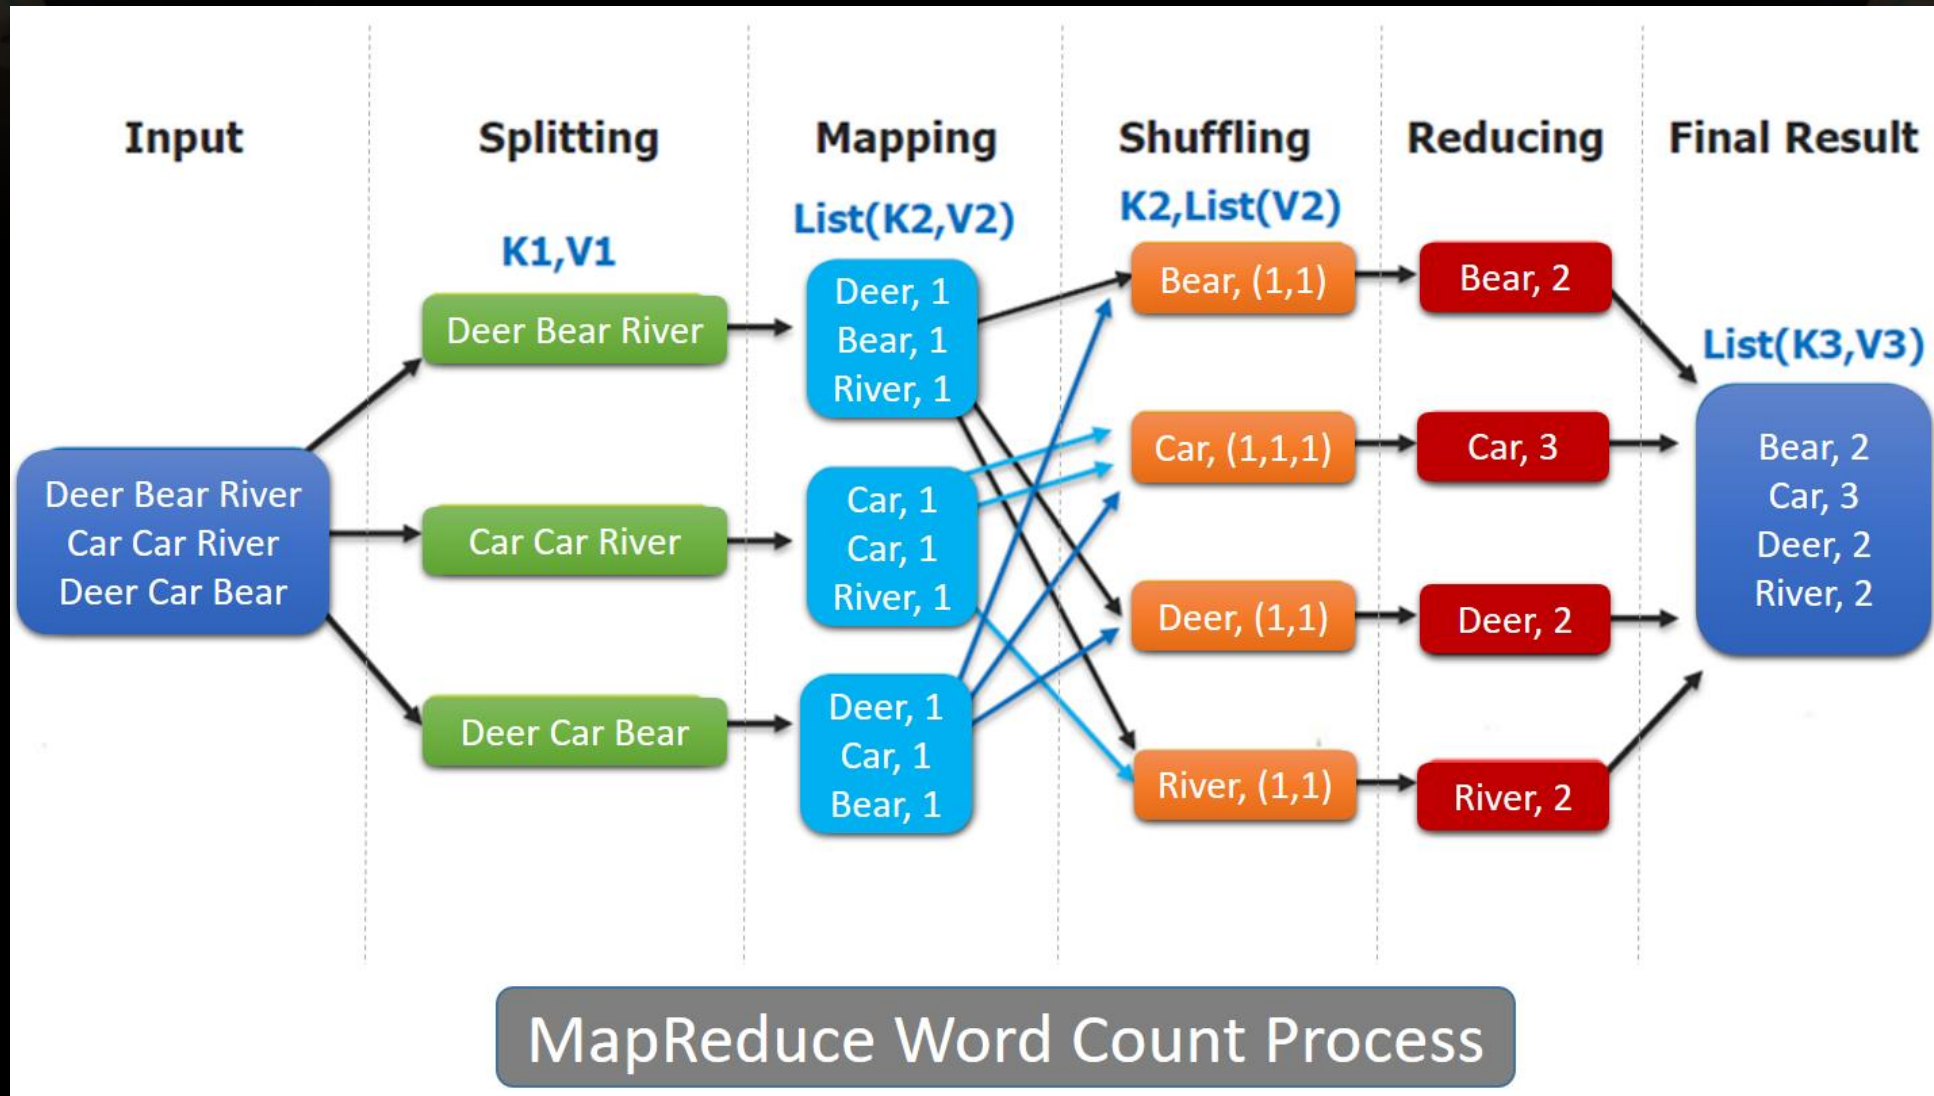 Input
Splitting
Mapping
Shuffling
Reducing
Final Result
K1,V1
List(K2,V2)
K2,List(V2)
List(K3,V3)
Deer Bear River
Car Car River
Deer Car Bear
Deer Bear River
Car Car River
Deer Car Bear
Deer, 1
Bear, 1
River, 1
Car, 1
Car, 1
River, 1
Deer, 1
Car, 1
Bear, 1
Bear, (1,1)
Car, (1,1,1)
Deer, (1,1)
River, (1,1)
Bear, 2
Car, 3
Deer, 2
River, 2
Bear, 2
Car, 3
Deer, 2
River, 2
MapReduce Word Count Process